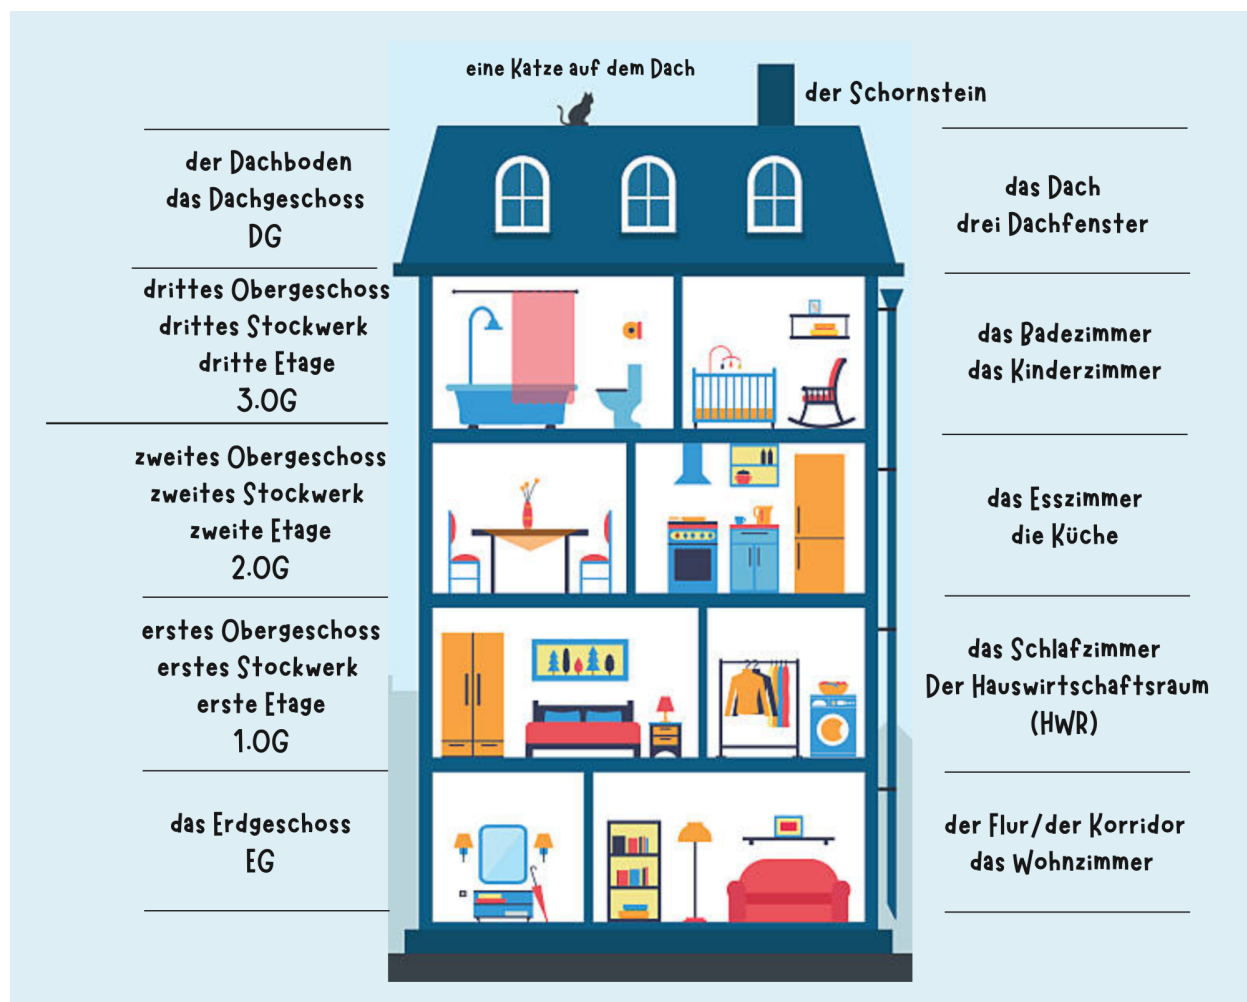 eine Katze auf dem Dach
der Schornstein
der Dachboden
das Dachgeschoss
DG
das Dach
drei Dachfenster
drittes Obergeschoss
drittes Stockwerk
dritte Etage
3.OG
das Badezimmer
das Kinderzimmer
zweites Obergeschoss
zweites Stockwerk
zweite Etage
2.OG
das Esszimmer
die Küche
erstes Obergeschoss
erstes Stockwerk
erste Etage
1.OG
das Schlafzimmer
Der Hauswirtschaftsraum
(HWR)
das Erdgeschoss
EG
der Flur/der Korridor
das Wohnzimmer